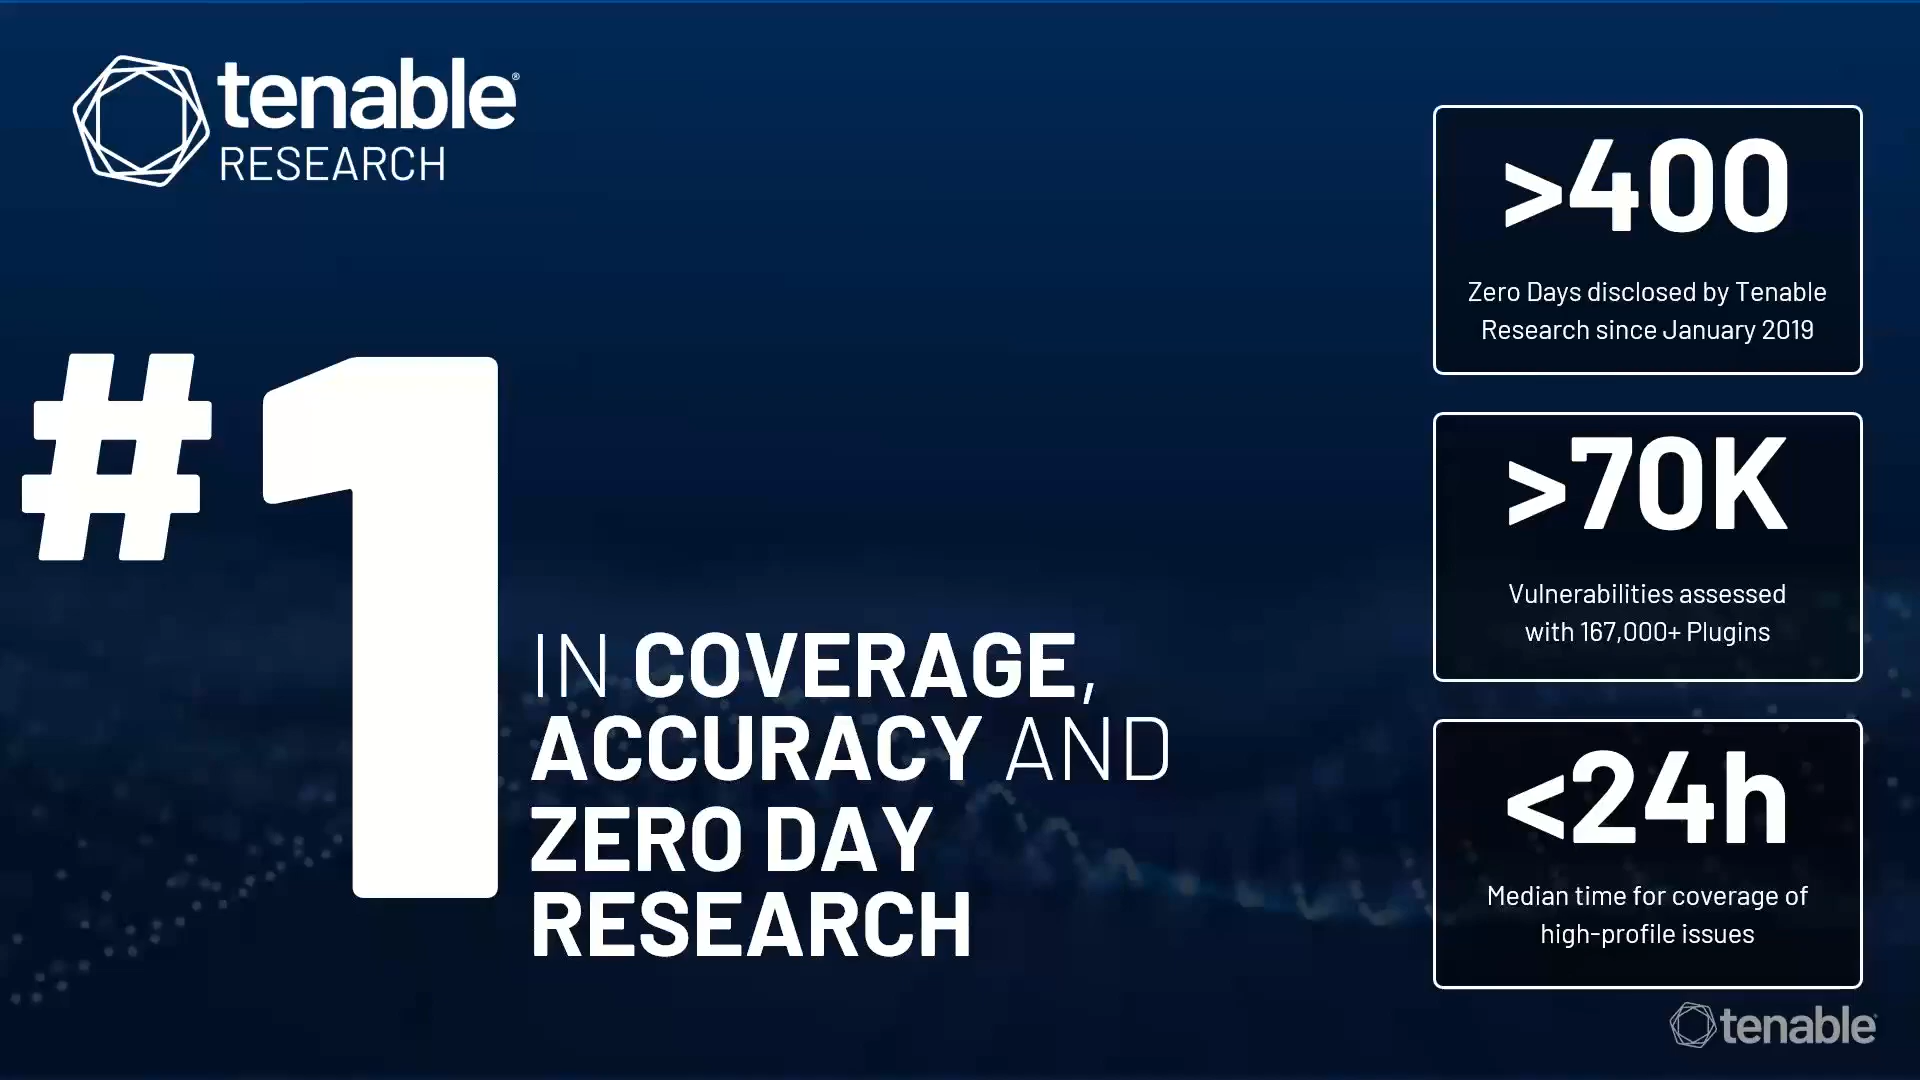 tenable®
RESEARCH
#1
IN COVERAGE,
ACCURACY AND
ZERO DAY
RESEARCH
>400
Zero Days disclosed by Tenable
Research since January 2019
>70K
Vulnerabilities assessed
with 167,000+ Plugins
<24h
Median time for coverage of
high-profile issues
tenable®